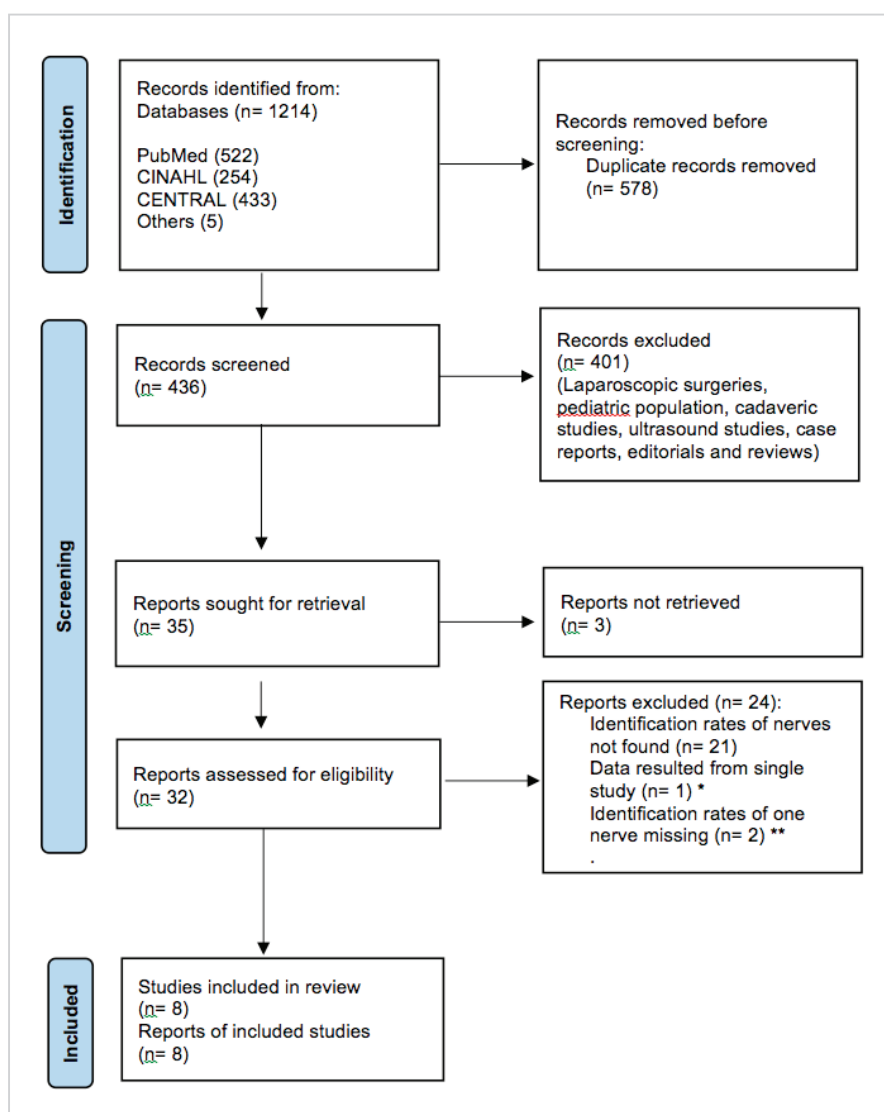 Identification
Records identified from:
Databases (n= 1214)
PubMed (522)
CINAHL (254)
CENTRAL (433)
Others (5)
Records removed before
screening:
Duplicate records removed
(n= 578)
Screening
Records screened
(n= 436)
Records excluded
(n= 401)
(Laparoscopic surgeries,
pediatric population, cadaveric
studies, ultrasound studies, case
reports, editorials and reviews)
Reports sought for retrieval
(n= 35)
Reports not retrieved
(n= 3)
Reports assessed for eligibility
(n= 32)
Reports excluded (n= 24):
Identification rates of nerves
not found (n= 21)
Data resulted from single
study (n= 1) *
Identification rates of one
nerve missing (n= 2) **
.
Included
Studies included in review
(n= 8)
Reports of included studies
(n= 8)